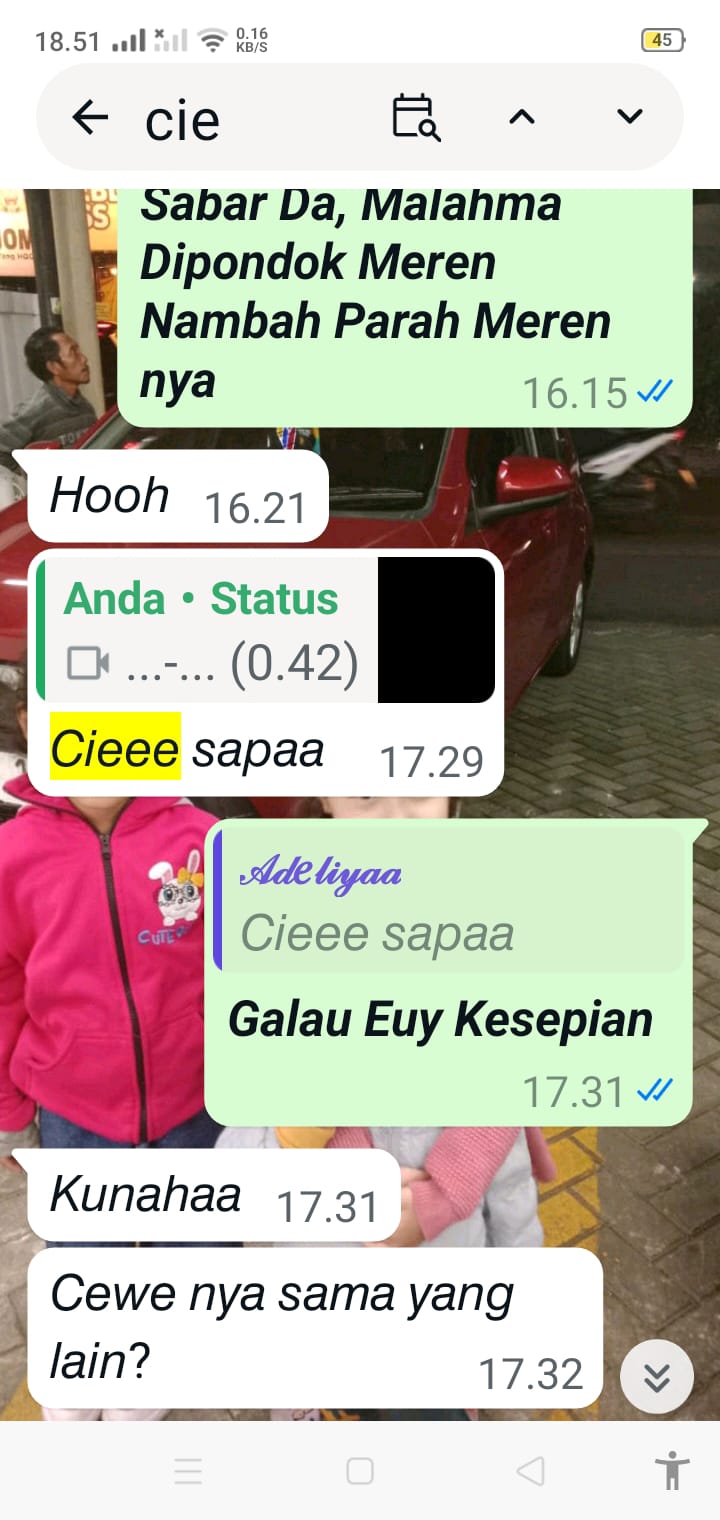 18.51
0.16
KB/S
45
cie
Sabar Da, Malahma
Dipondok Meren
Nambah Parah Meren
nya
16.15
Hooh 16.21
Anda • Status
...-... (0.42)
Cieee sapaa 17.29
Adeliyaa
Cieee sapaa
Galau Euy Kesepian
17.31
CUTE
Kunahaa 17.31
Cewe nya sama yang
lain? 17.32